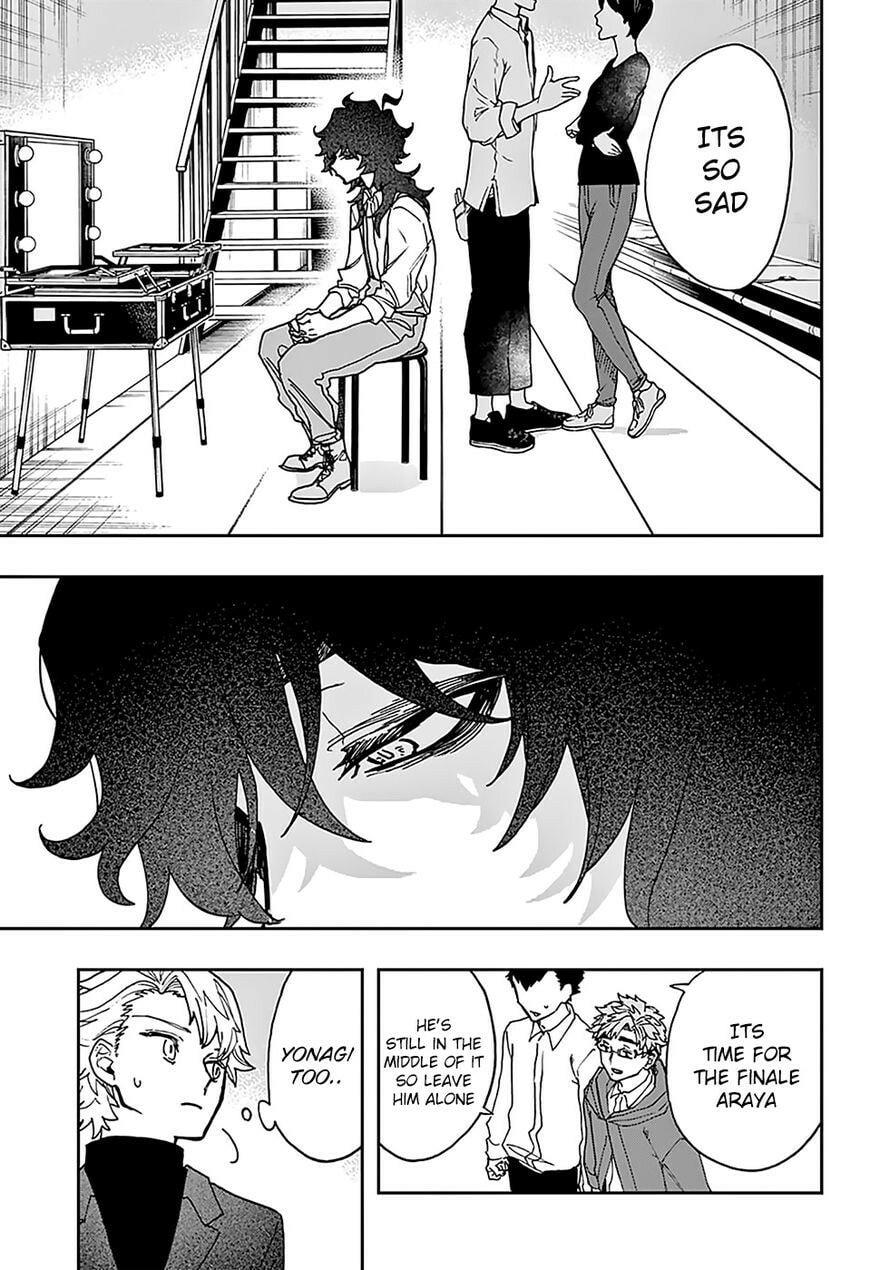 ITS
SO
SAD
ITS
TIME FOR
THE FINALE
ARAYA
HE'S
STILL IN THE
MIDDLE OF IT
SO LEAVE
HIM ALONE
YONAGI
TOO..